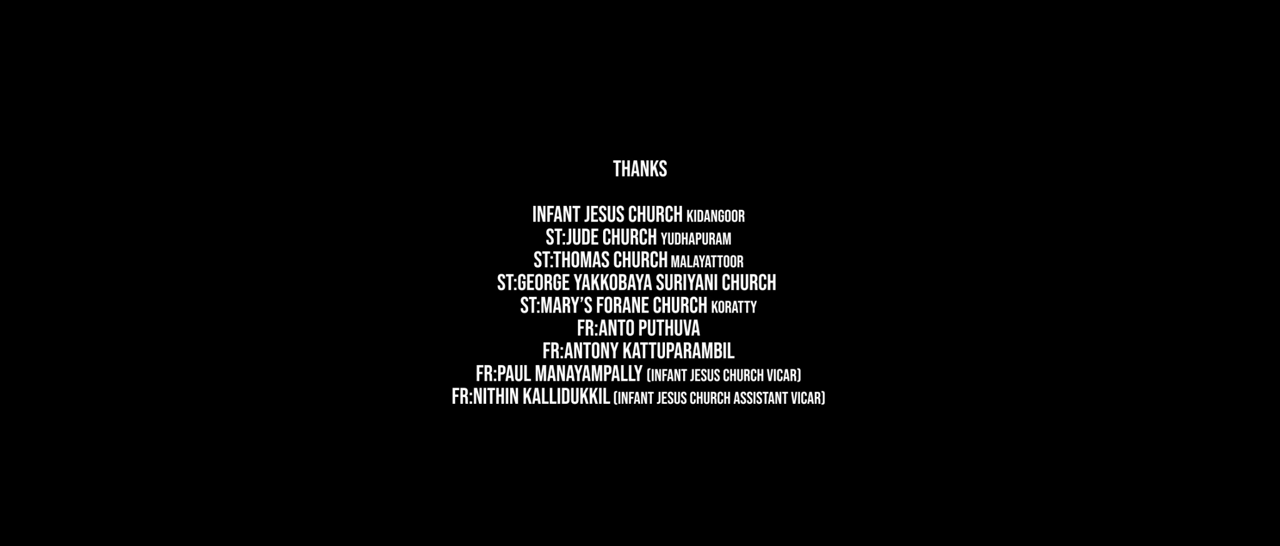 THANKS
INFANT JESUS CHURCH KIDANGOOR
ST:JUDE CHURCH YUDHAPURAM
ST:THOMAS CHURCH MALAYATTOOR
ST:GEORGE YAKKOBAYA SURIYANI CHURCH
ST:MARY'S FORANE CHURCH KORATTY
FR:ANTO PUTHUVA
FR:ANTONY KATTUPARAMBIL
FR:PAUL MANAYAMPALLY (INFANT JESUS CHURCH VICAR)
FR:NITHIN KALLIDUKKIL (INFANT JESUS CHURCH ASSISTANT VICAR)